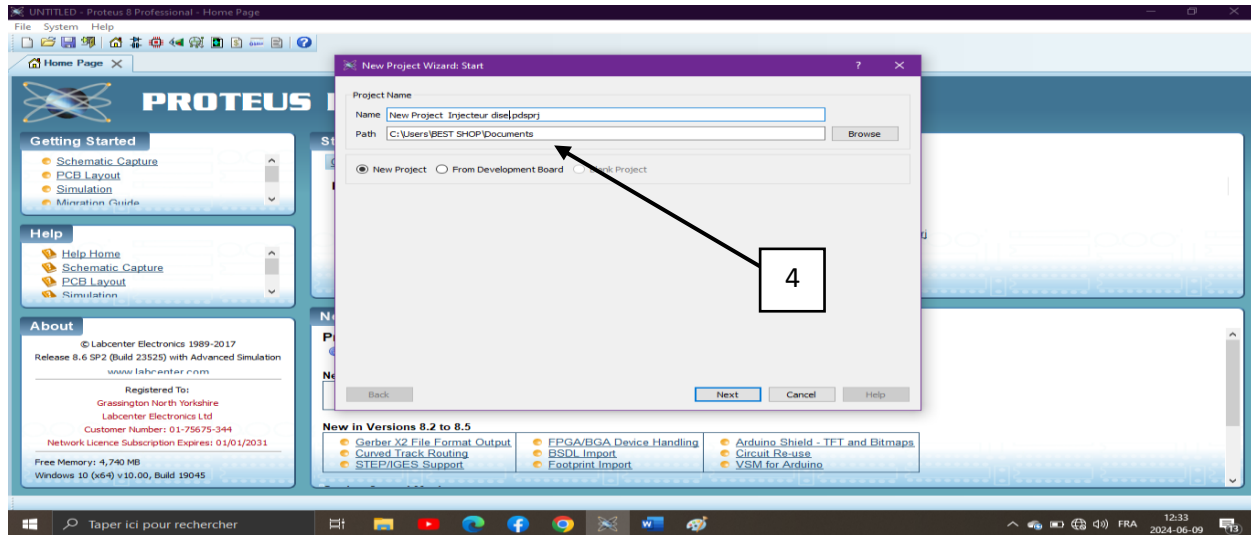 UNTITLED - Proteus 8 Professional - Home Page
File System Help
Home Page
PROTEUS
Getting Started
Schematic Capture
PCB Layout
Simulation
Migration Guide
Help
Help Home
Schematic Capture
PCB Layout
Simulation
About
© Labcenter Electronics 1989-2017
Release 8.6 SP2 (Build 23525) with Advanced Simulation
www.labcenter.com
Registered To:
Grassington North Yorkshire
Labcenter Electronics Ltd
Customer Number: 01-75675-344
Network Licence Subscription Expires: 01/01/2031
Free Memory: 4,740 MB
Windows 10 (x64) v10.00, Build 19045
New Project Wizard: Start
Project Name
Name New Project Injecteur disel.pdsprj
Path C:\Users\BEST SHOP\Documents Browse
New Project From Development Board Blank Project
4
Back Next Cancel Help
New in Versions 8.2 to 8.5
Gerber X2 File Format Output FPGA/BGA Device Handling Arduino Shield - TFT and Bitmaps
Curved Track Routing BSDL Import Circuit Re-use
STEP/IGES Support Footprint Import VSM for Arduino
Taper ici pour rechercher
FRA
12:33
2024-06-09
13